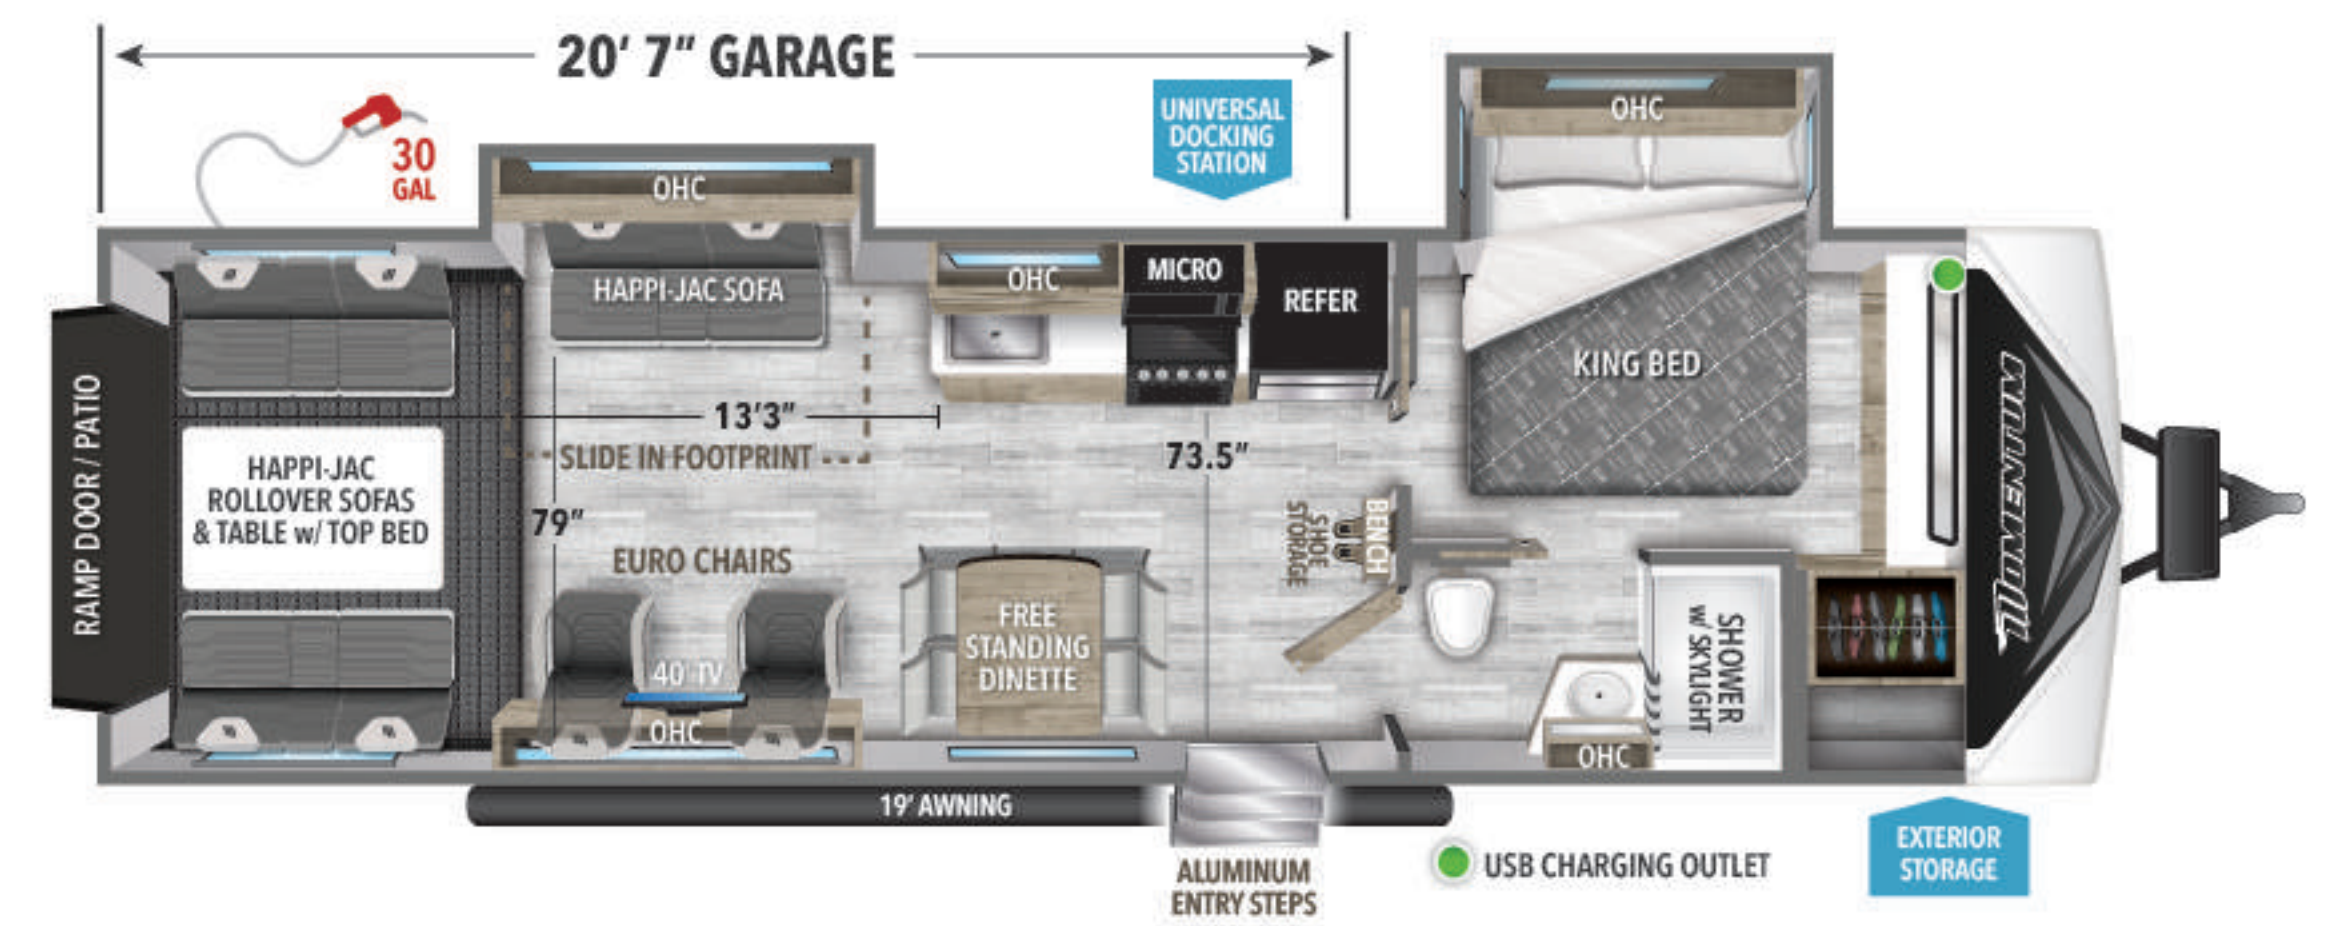 20' 7" GARAGE
30
GAL
UNIVERSAL
DOCKING
STATION
OHC
OHC
HAPPI-JAC SOFA
OHC
MICRO
REFER
KING BED
RAMP DOOR / PATIO
HAPPI-JAC
ROLLOVER SOFAS
& TABLE w/ TOP BED
13'3"
SLIDE IN FOOTPRINT
73.5"
79"
EURO CHAIRS
SHOE
STORAGE
BENCH
FREE
STANDING
DINETTE
40" TV
OHC
SHOWER
w/ SKYLIGHT
OHC
MOMENTUM
19' AWNING
ALUMINUM
ENTRY STEPS
USB CHARGING OUTLET
EXTERIOR
STORAGE